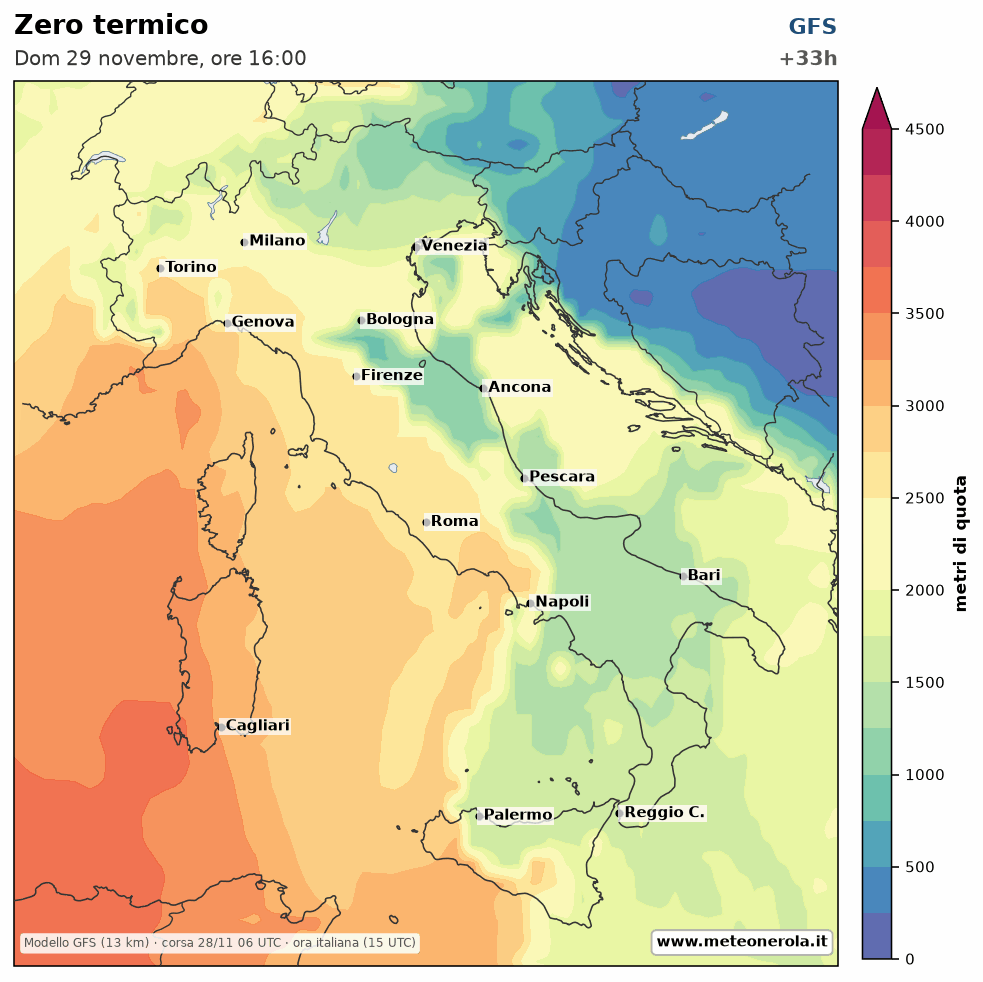 Zero termico
GFS
Dom 29 novembre, ore 16:00
+33h
Milano
Venezia
Torino
Genova
Bologna
Firenze
Ancona
Pescara
Roma
Bari
Napoli
Cagliari
Palermo
Reggio C.
4500
4000
3500
3000
2500
2000
1500
1000
500
0
metri di quota
Modello GFS (13 km) · corsa 28/11 06 UTC · ora italiana (15 UTC)
www.meteonerola.it